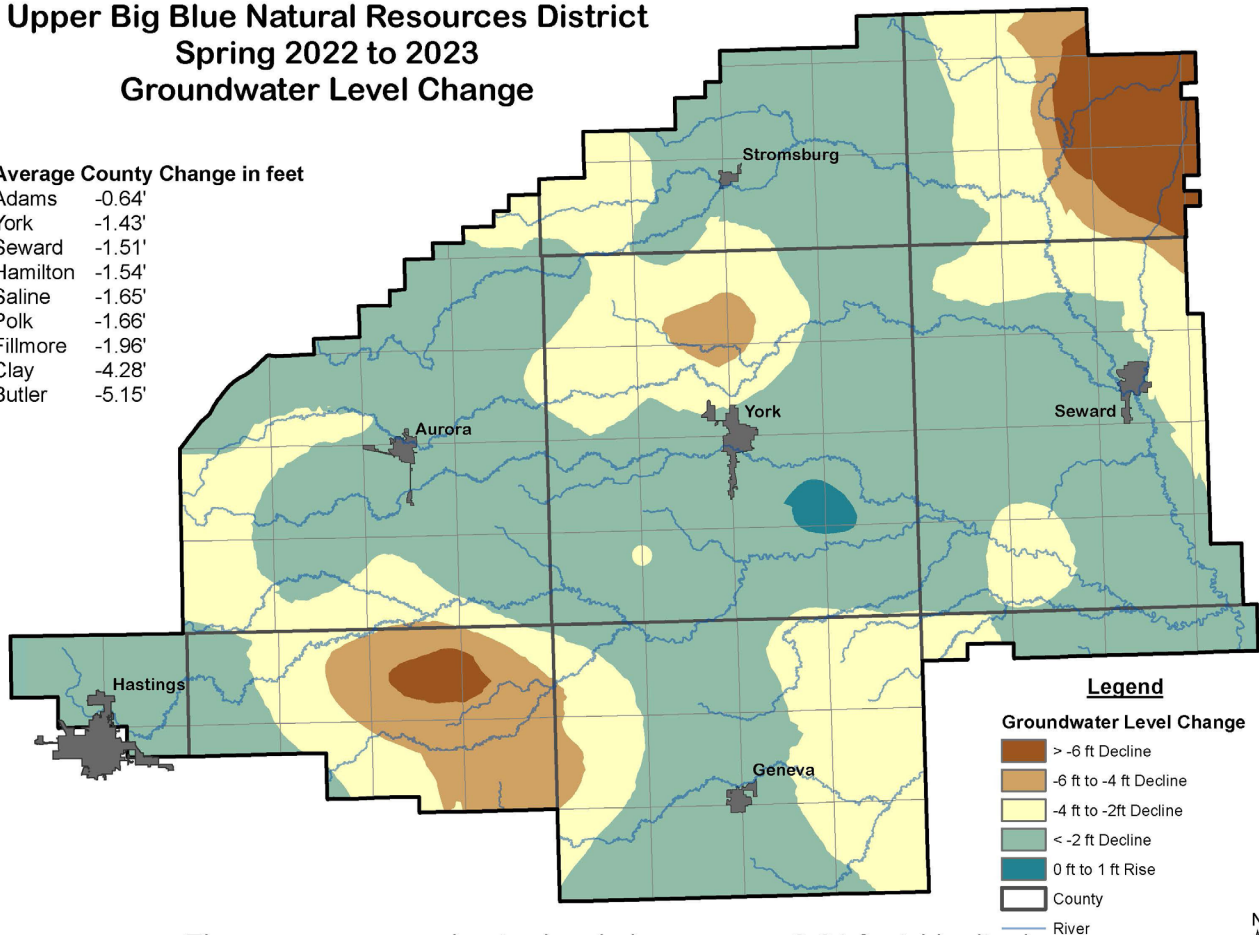 Upper Big Blue Natural Resources District
Spring 2022 to 2023
Groundwater Level Change
Average County Change in feet
Adams -0.64'
York -1.43'
Seward -1.51'
Hamilton -1.54'
Saline -1.65'
Polk -1.66'
Fillmore -1.96'
Clay -4.28'
Butler -5.15'
Stromsburg
Aurora
York
Seward
Hastings
Geneva
Legend
Groundwater Level Change
> -6 ft Decline
-6 ft to -4 ft Decline
-4 ft to -2ft Decline
< -2 ft Decline
0 ft to 1 ft Rise
County
River
N